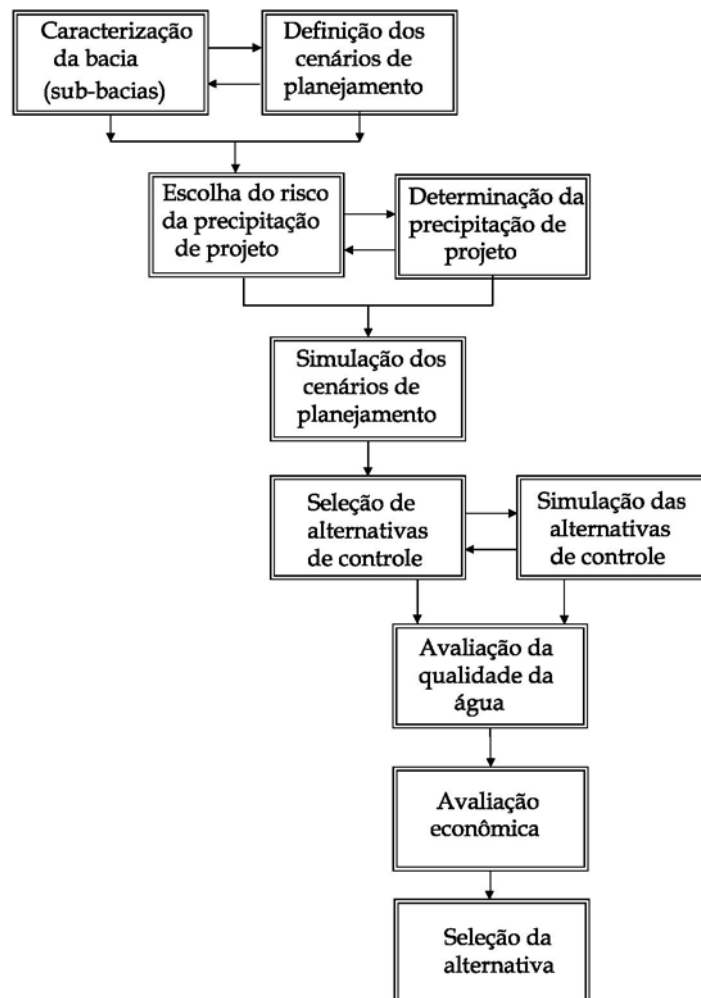 Caracterização
da bacia
(sub-bacias)
Definição dos
cenários de
planejamento
Escolha do risco
da precipitação
de projeto
Determinação da
precipitação de
projeto
Simulação dos
cenários de
planejamento
Seleção de
alternativas
de controle
Simulação das
alternativas
de controle
Avaliação da
qualidade da
água
Avaliação
econômica
Seleção da
alternativa